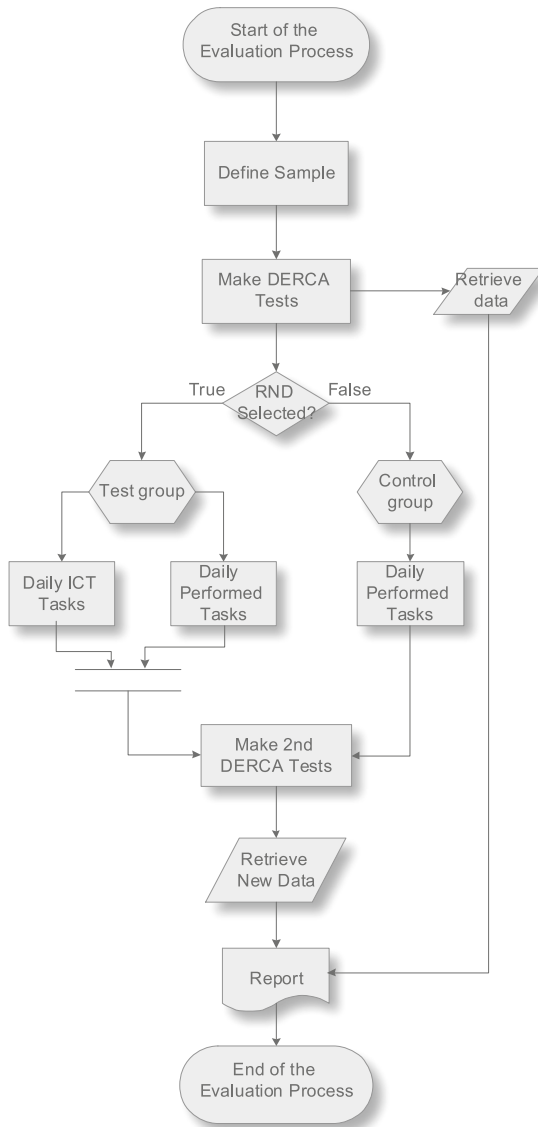 Start of the
Evaluation Process
Define Sample
Make DERCA
Tests
Retrieve
data
True
RND
Selected?
False
Test group
Control
group
Daily ICT
Tasks
Daily
Performed
Tasks
Daily
Performed
Tasks
Make 2nd
DERCA Tests
Retrieve
New Data
Report
End of the
Evaluation Process